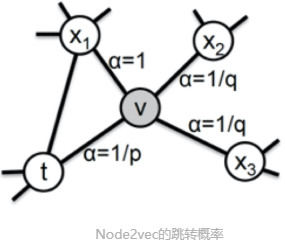 x1
x2
α=1
α=1/q
v
α=1/q
t
α=1/p
x3
Node2vec的跳转概率